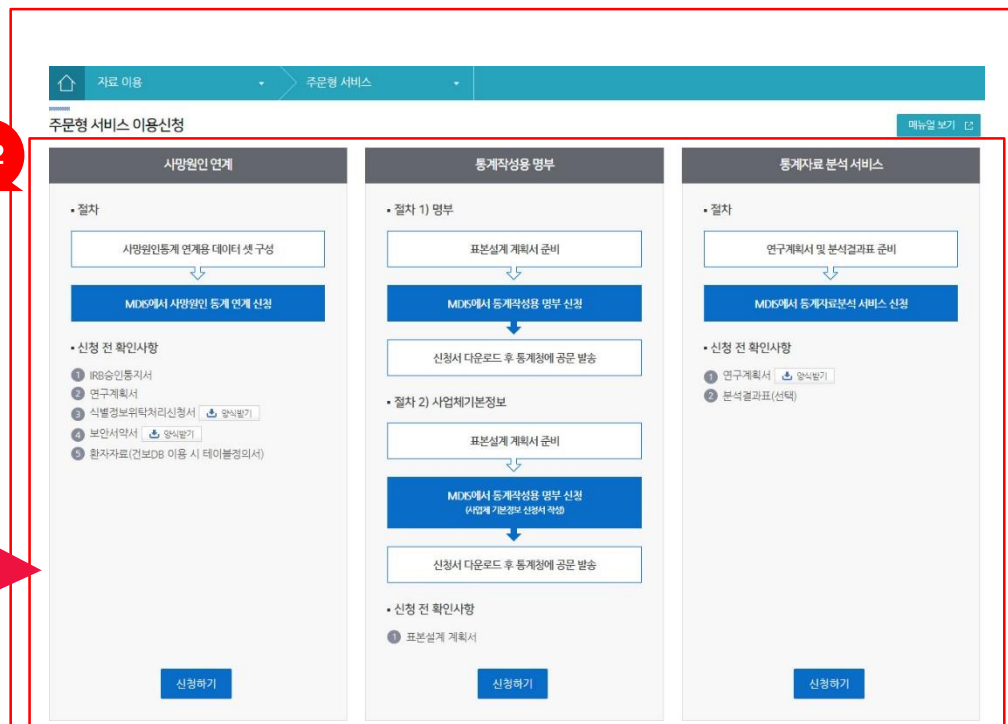 자료 이용
주문형 서비스
주문형 서비스 이용신청
매뉴얼 보기
2
사망원인 연계
• 절차
사망원인통계 연계용 데이터 셋 구성
MDIS에서 사망원인 통계 연계 신청
• 신청 전 확인사항
1 IRB승인통지서
2 연구계획서
3 식별정보위탁처리신청서 양식받기
4 보안서약서 양식받기
5 환자자료(건보DB 이용 시 테이블정의서)
신청하기
통계작성용 명부
• 절차 1) 명부
표본설계 계획서 준비
MDIS에서 통계작성용 명부 신청
신청서 다운로드 후 통계청에 공문 발송
• 절차 2) 사업체기본정보
표본설계 계획서 준비
MDIS에서 통계작성용 명부 신청
(사업체 기본정보 신청서 작성)
신청서 다운로드 후 통계청에 공문 발송
• 신청 전 확인사항
1 표본설계 계획서
신청하기
통계자료 분석 서비스
• 절차
연구계획서 및 분석결과표 준비
MDIS에서 통계자료분석 서비스 신청
• 신청 전 확인사항
1 연구계획서 양식받기
2 분석결과표(선택)
신청하기